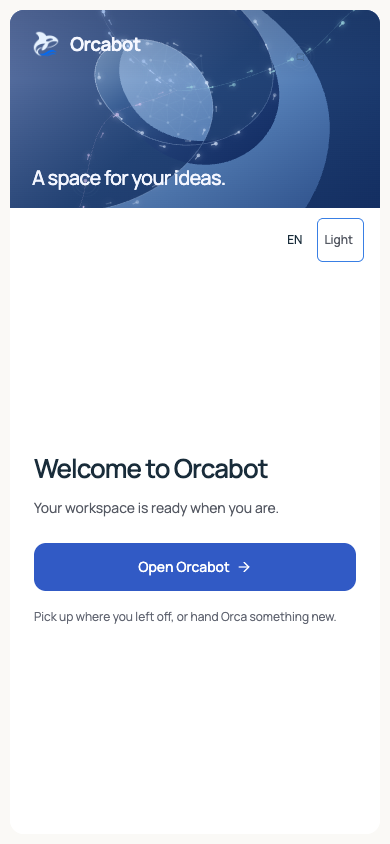 Orcabot
A space for your ideas.
EN
Light
Welcome to Orcabot
Your workspace is ready when you are.
Open Orcabot →
Pick up where you left off, or hand Orca something new.